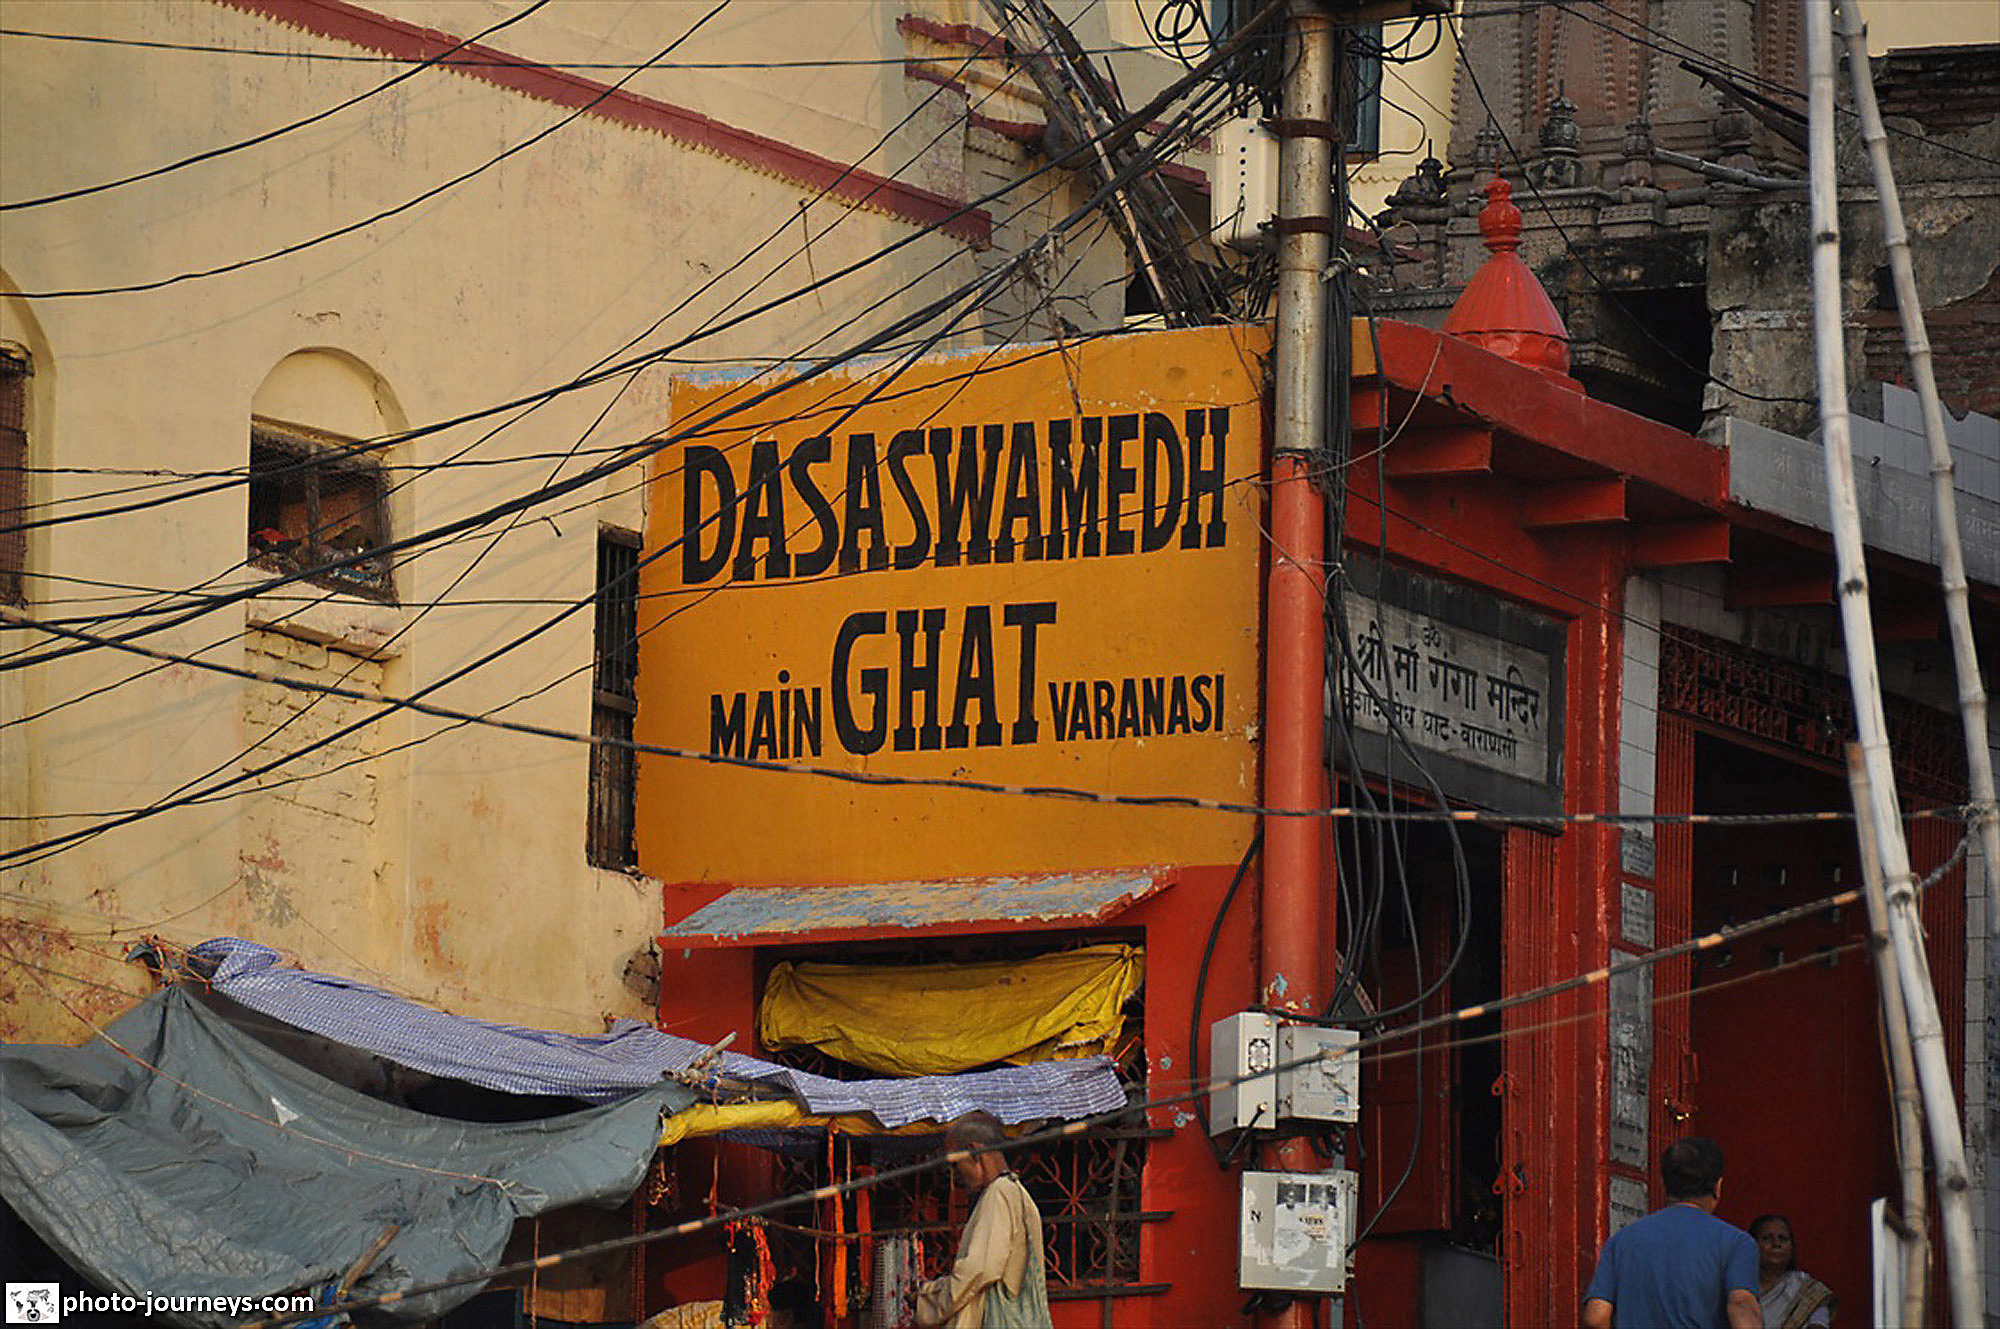 DASASWAMEDH
MAIN GHAT VARANASI
ॐ
श्री माँ गंगा मन्दिर
घाट-वाराणसी
photo-journeys.com